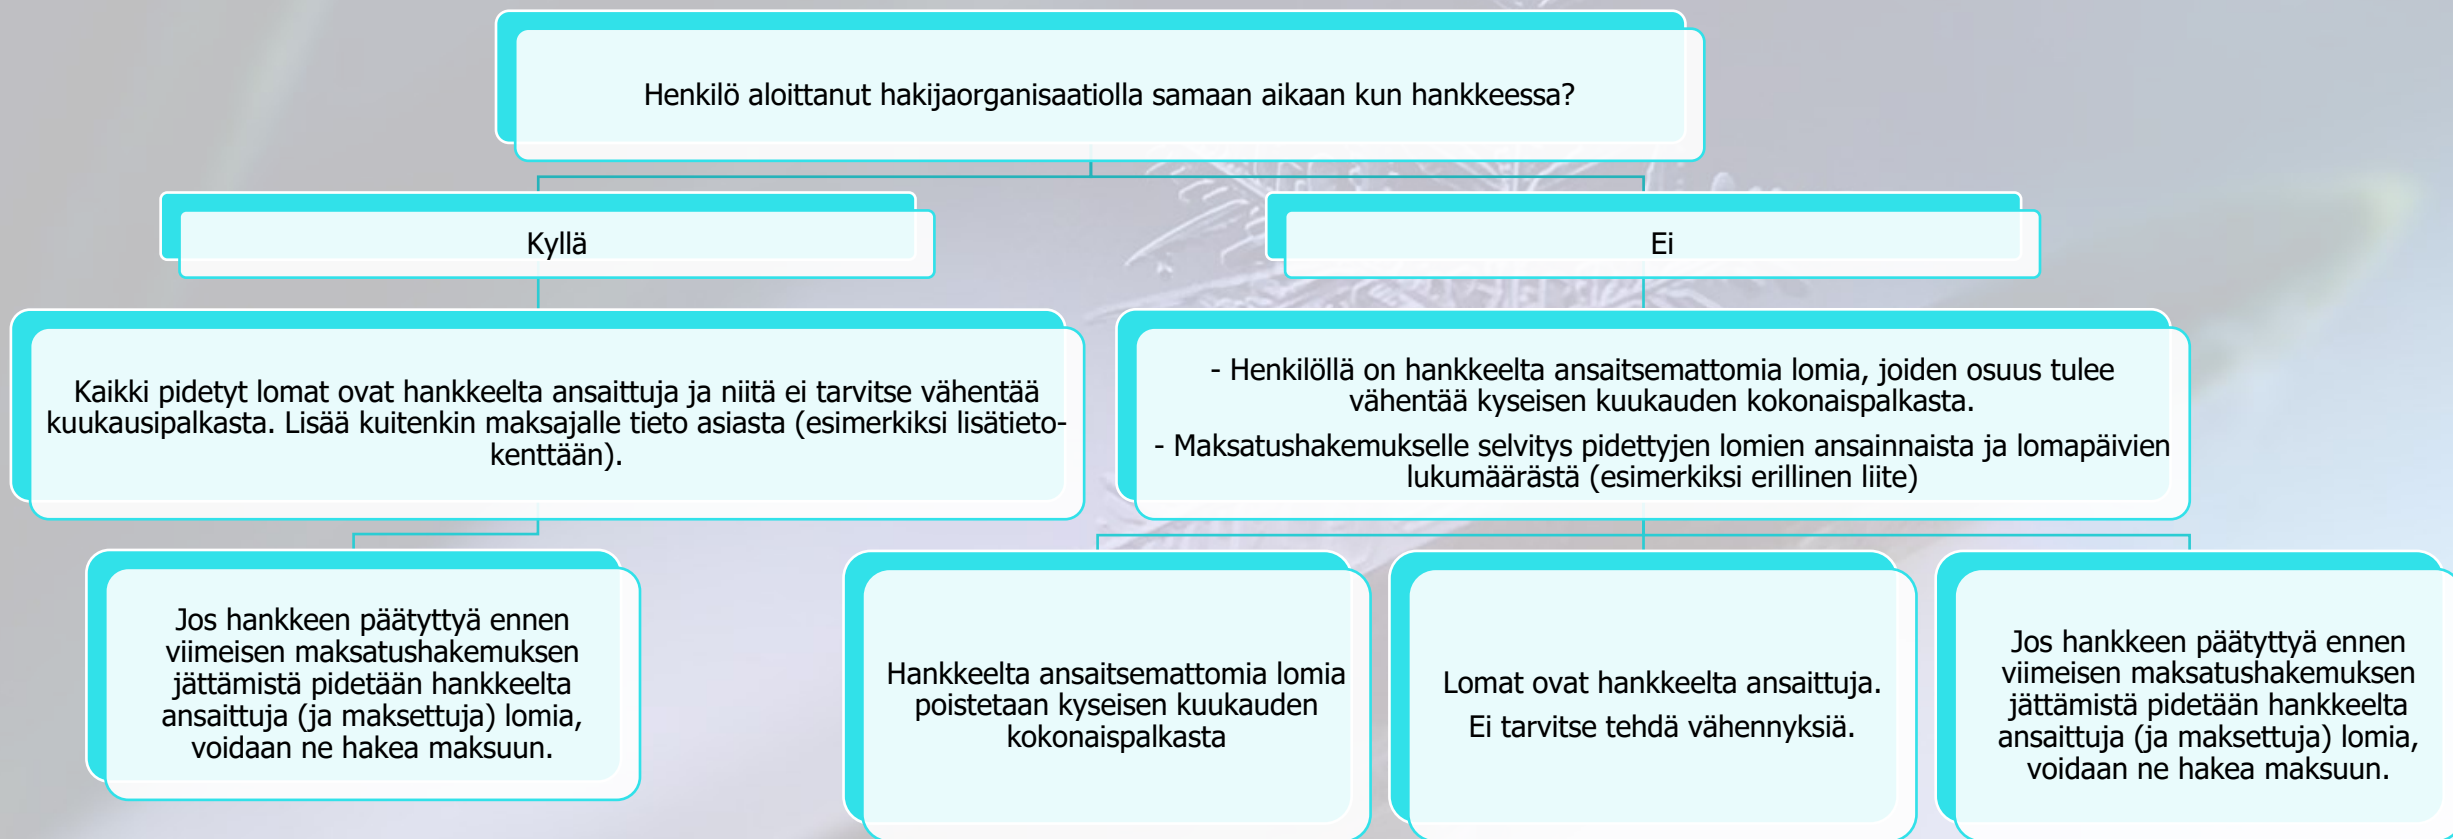 Henkilö aloittanut hakijaorganisaatiolla samaan aikaan kun hankkeessa?
Kyllä
Ei
Kaikki pidetyt lomat ovat hankkeelta ansaittuja ja niitä ei tarvitse vähentää
kuukausipalkasta. Lisää kuitenkin maksajalle tieto asiasta (esimerkiksi lisätieto-
kenttään).
- Henkilöllä on hankkeelta ansaitsemattomia lomia, joiden osuus tulee
vähentää kyseisen kuukauden kokonaispalkasta.
- Maksatushakemukselle selvitys pidettyjen lomien ansainnaista ja lomapäivien
lukumäärästä (esimerkiksi erillinen liite)
Jos hankkeen päätyttyä ennen
viimeisen maksatushakemuksen
jättämistä pidetään hankkeelta
ansaittuja (ja maksettuja) lomia,
voidaan ne hakea maksuun.
Hankkeelta ansaitsemattomia lomia
poistetaan kyseisen kuukauden
kokonaispalkasta
Lomat ovat hankkeelta ansaittuja.
Ei tarvitse tehdä vähennyksiä.
Jos hankkeen päätyttyä ennen
viimeisen maksatushakemuksen
jättämistä pidetään hankkeelta
ansaittuja (ja maksettuja) lomia,
voidaan ne hakea maksuun.